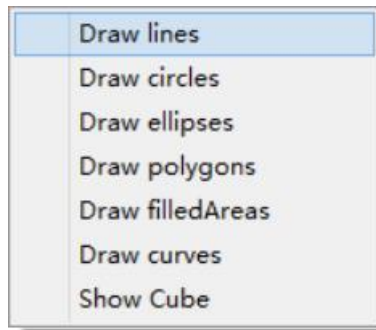 Draw lines
Draw circles
Draw ellipses
Draw polygons
Draw filledAreas
Draw curves
Show Cube